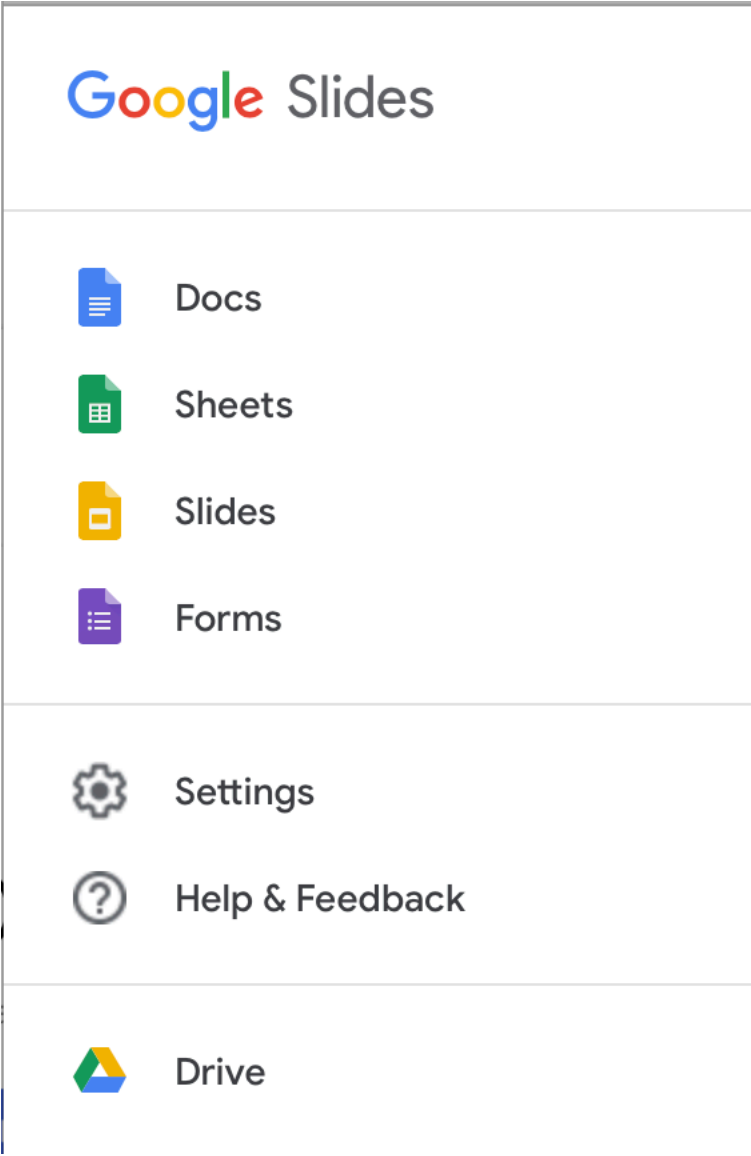 Google Slides
Docs
Sheets
Slides
Forms
Settings
Help & Feedback
Drive